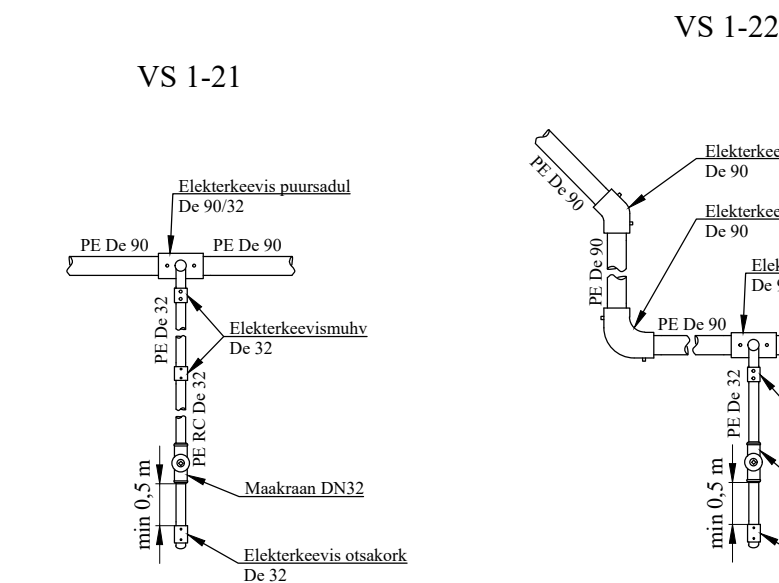 VS 1-21
Elekterkeevis puursadul
De 90/32
PE De 90
PE De 90
PE De 32
Elekterkeevismuhv
De 32
PE RC De 32
Maakraan DN32
min 0,5 m
Elekterkeevis otsakork
De 32
VS 1-22
De 90
PE De 90
De 90
PE De 90
De
PE De 90
PE De 32
min 0,5 m